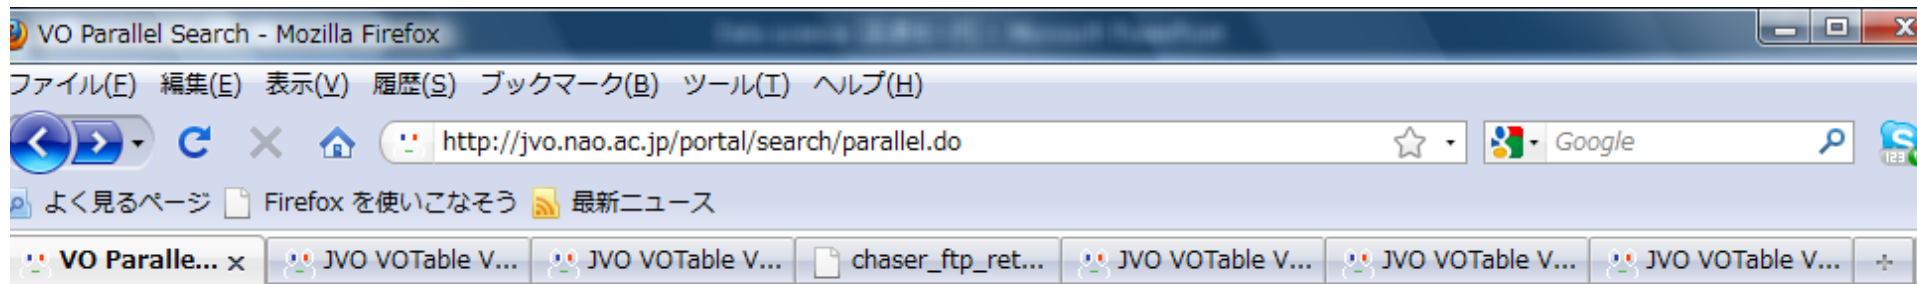 VO Parallel Search - Mozilla Firefox
ファイル(F) 編集(E) 表示(V) 履歴(S) ブックマーク(B) ツール(T) ヘルプ(H)
http://jvo.nao.ac.jp/portal/search/parallel.do Google
よく見るページ Firefox を使いこなそう 最新ニュース
VO Paralle... x JVO VOTable V... JVO VOTable V... chaser_ftp_ret... JVO VOTable V... JVO VOTable V... JVO VOTable V...